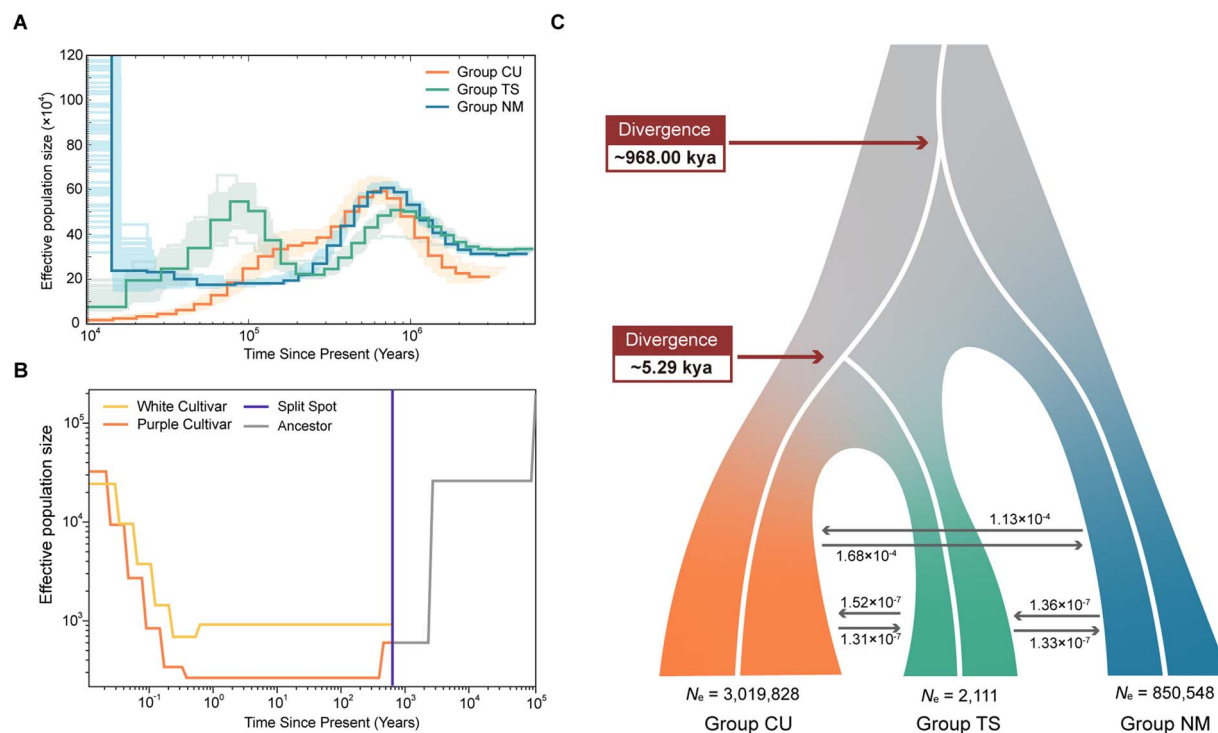 A
Effective population size (×10⁴)
120
100
80
60
40
20
0
Group CU
Group TS
Group NM
10⁴
10⁵
10⁶
Time Since Present (Years)
B
Effective population size
10⁵
10⁴
10³
White Cultivar
Purple Cultivar
Split Spot
Ancestor
10⁻¹
10⁰
10¹
10²
10³
10⁴
10⁵
Time Since Present (Years)
C
Divergence
~968.00 kya
Divergence
~5.29 kya
1.13×10⁻⁴
1.68×10⁻⁴
1.52×10⁻⁷
1.31×10⁻⁷
1.36×10⁻⁷
1.33×10⁻⁷
Nₑ = 3,019,828
Nₑ = 2,111
Nₑ = 850,548
Group CU
Group TS
Group NM